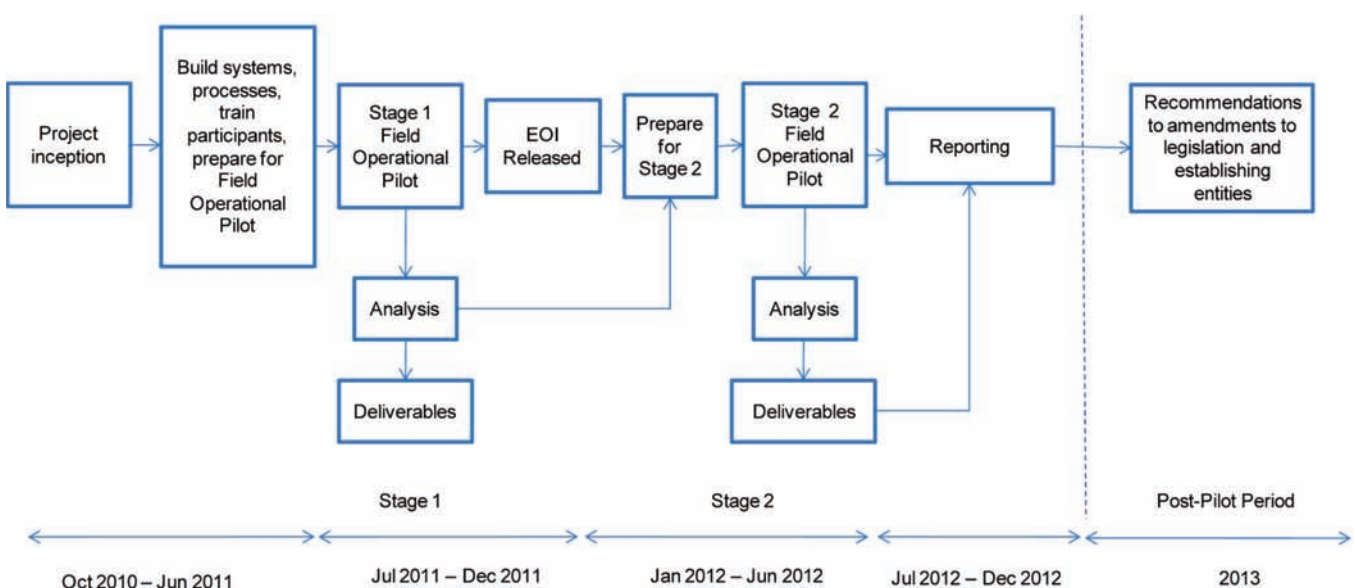 Project
inception
Build systems,
processes,
train
participants,
prepare for
Field
Operational
Pilot
Stage 1
Field
Operational
Pilot
EOI
Released
Prepare
for
Stage 2
Stage 2
Field
Operational
Pilot
Reporting
Recommendations
to amendments to
legislation and
establishing
entities
Analysis
Deliverables
Analysis
Deliverables
Stage 1
Stage 2
Post-Pilot Period
Oct 2010 – Jun 2011
Jul 2011 – Dec 2011
Jan 2012 – Jun 2012
Jul 2012 – Dec 2012
2013